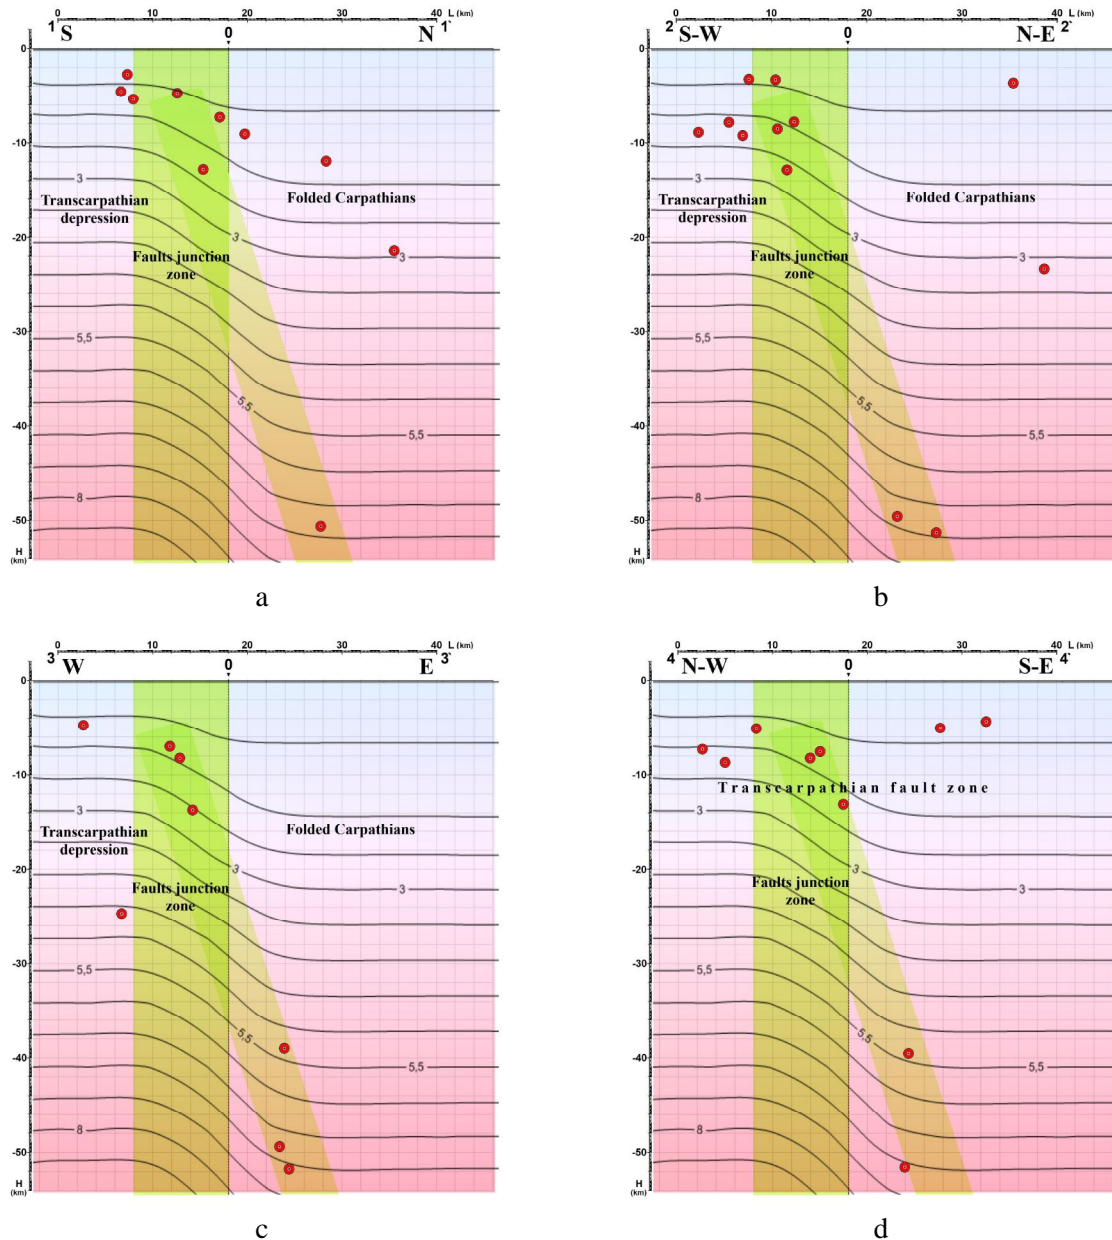 0 10 20 30 L (km) 40
1 S 0 N 1`
0
-10
3
Transcarpathian
depression
Folded Carpathians
-20
3
3
Faults junction
zone
-30
5,5
5,5
-40
5,5
8
-50
H
(km)
a
0 10 20 30 L (km) 40
2 S-W 0 N-E 2`
0
-10
3
Transcarpathian
depression
Folded Carpathians
-20
3
3
Faults junction
zone
-30
5,5
5,5
-40
5,5
8
-50
H
(km)
b
0 10 20 30 L (km) 40
3 W 0 E 3`
0
-10
3
Transcarpathian
depression
Folded Carpathians
-20
3
3
Faults junction
zone
-30
5,5
5,5
-40
5,5
8
-50
H
(km)
c
0 10 20 30 L (km) 40
4 N-W 0 S-E 4`
0
-10
Transcarpathian fault zone
3
-20
3
3
Faults junction
zone
-30
5,5
5,5
-40
5,5
8
-50
H
(km)
d